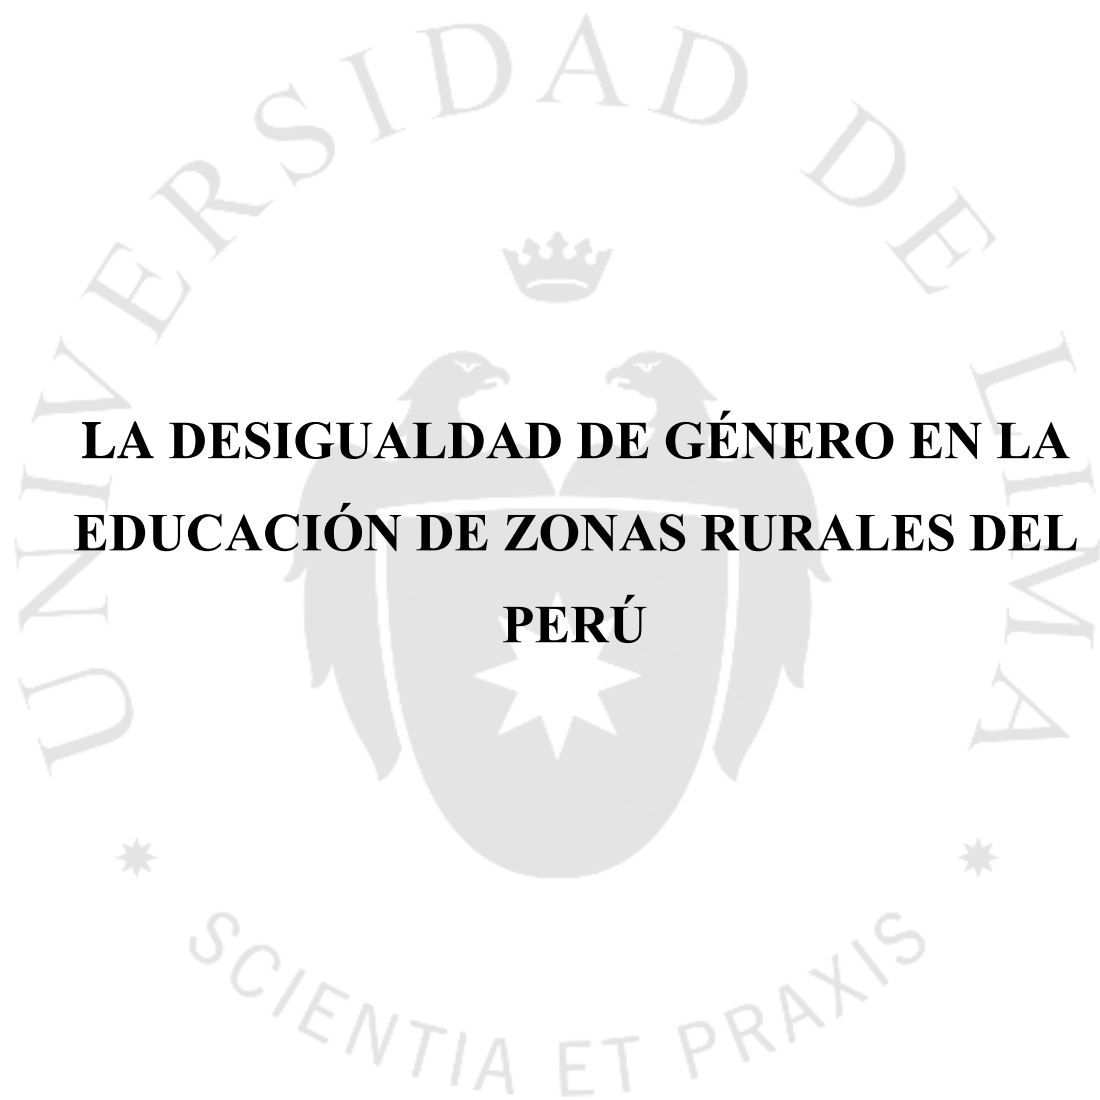 UNIVERSIDAD DE LIMA
LA DESIGUALDAD DE GÉNERO EN LA
EDUCACIÓN DE ZONAS RURALES DEL
PERÚ
SCIENTIA ET PRAXIS